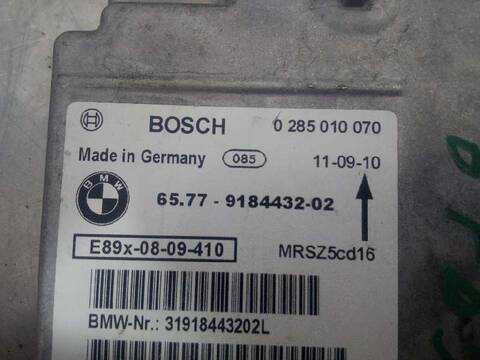 BOSCH 0 285 010 070
Made in Germany 085 11-09-10
BMW 65.77 - 9184432-02
E89x-08-09-410 MRSZ5cd16
BMW-Nr.: 31918443202L